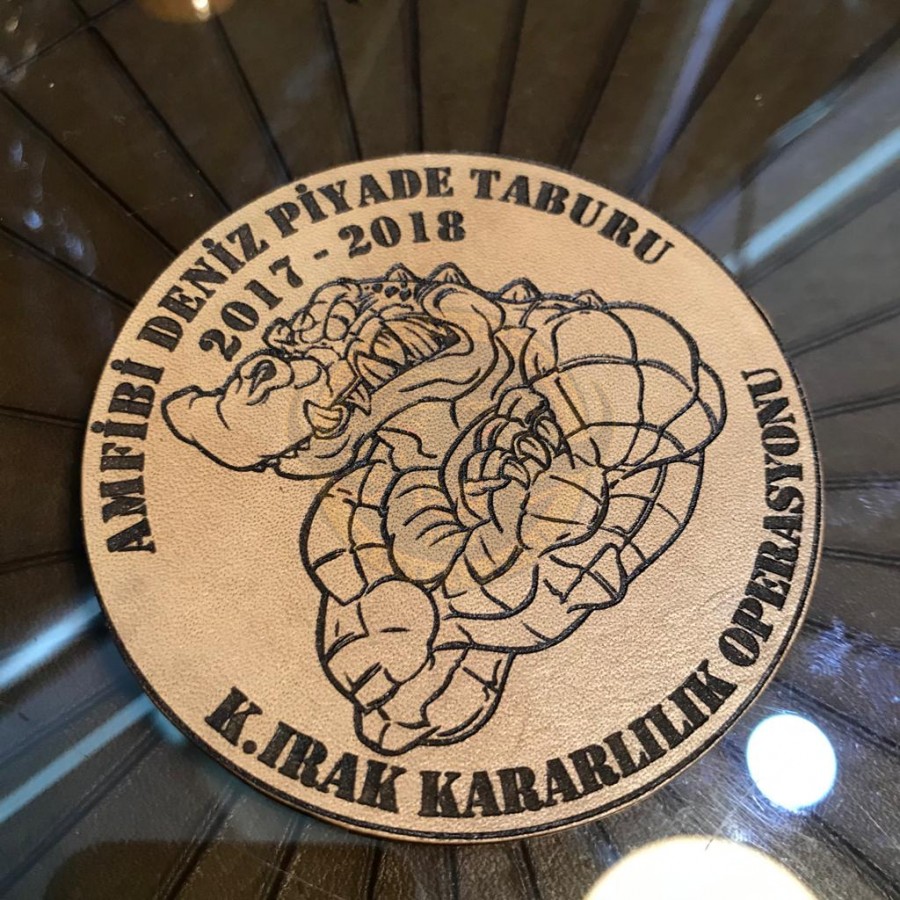 AMFİBİ DENİZ PİYADE TABURU
2017 - 2018
K.IRAK KARARLILIK OPERASYONU